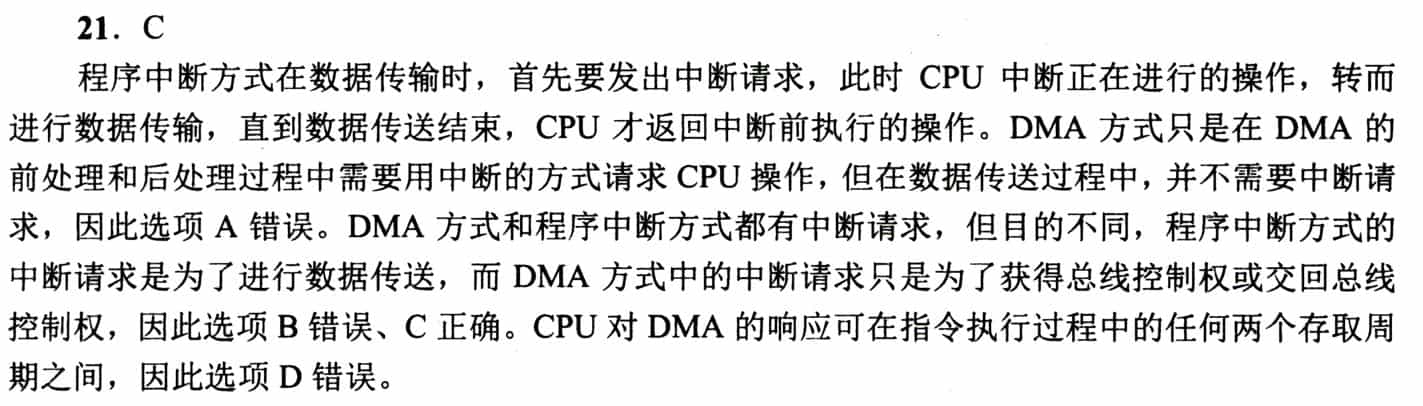 21．C
程序中断方式在数据传输时，首先要发出中断请求，此时 CPU 中断正在进行的操作，转而
进行数据传输，直到数据传送结束，CPU 才返回中断前执行的操作。DMA 方式只是在 DMA 的
前处理和后处理过程中需要用中断的方式请求 CPU 操作，但在数据传送过程中，并不需要中断请
求，因此选项 A 错误。DMA 方式和程序中断方式都有中断请求，但目的不同，程序中断方式的
中断请求是为了进行数据传送，而 DMA 方式中的中断请求只是为了获得总线控制权或交回总线
控制权，因此选项 B 错误、C 正确。CPU 对 DMA 的响应可在指令执行过程中的任何两个存取周
期之间，因此选项 D 错误。